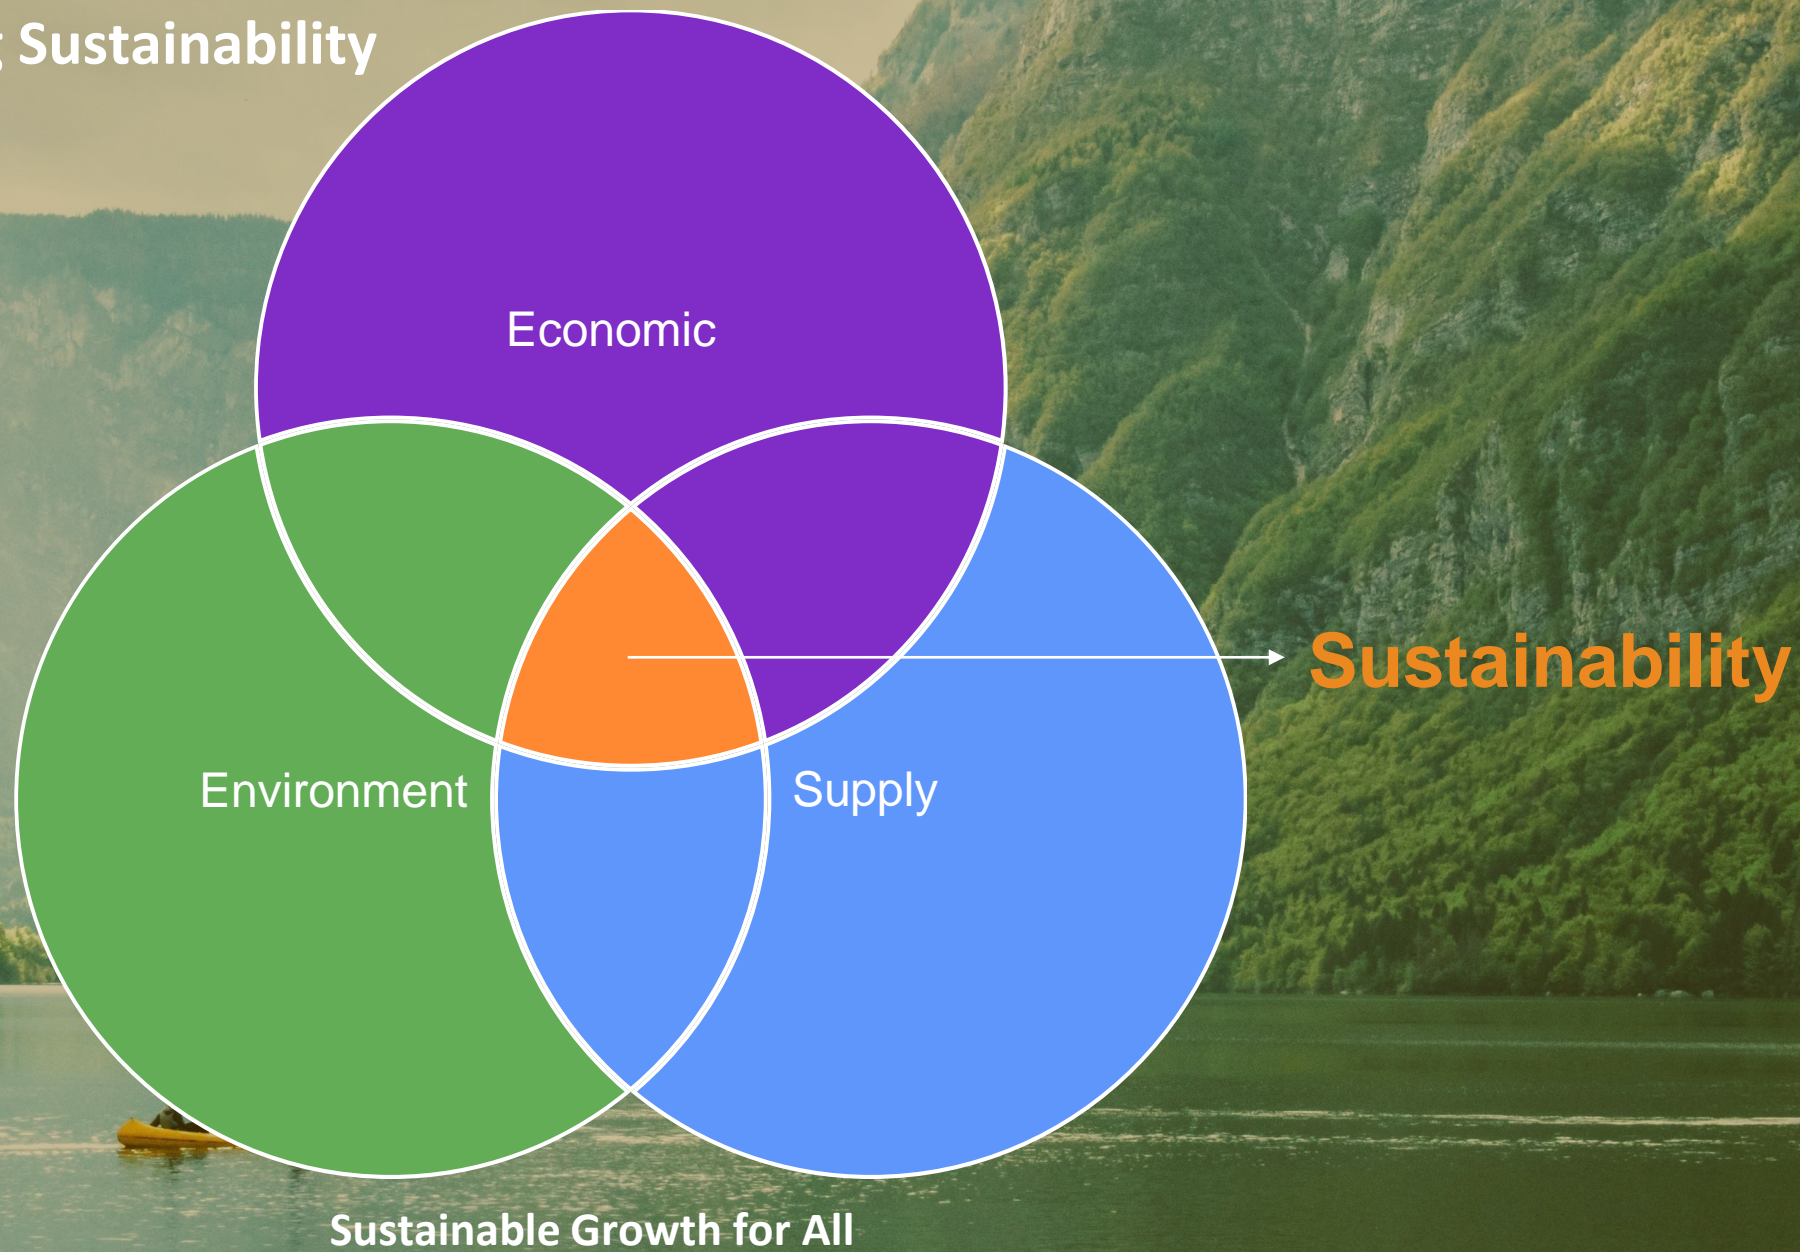 Sustainability
Economic
Sustainability
Environment
Supply
Sustainable Growth for All